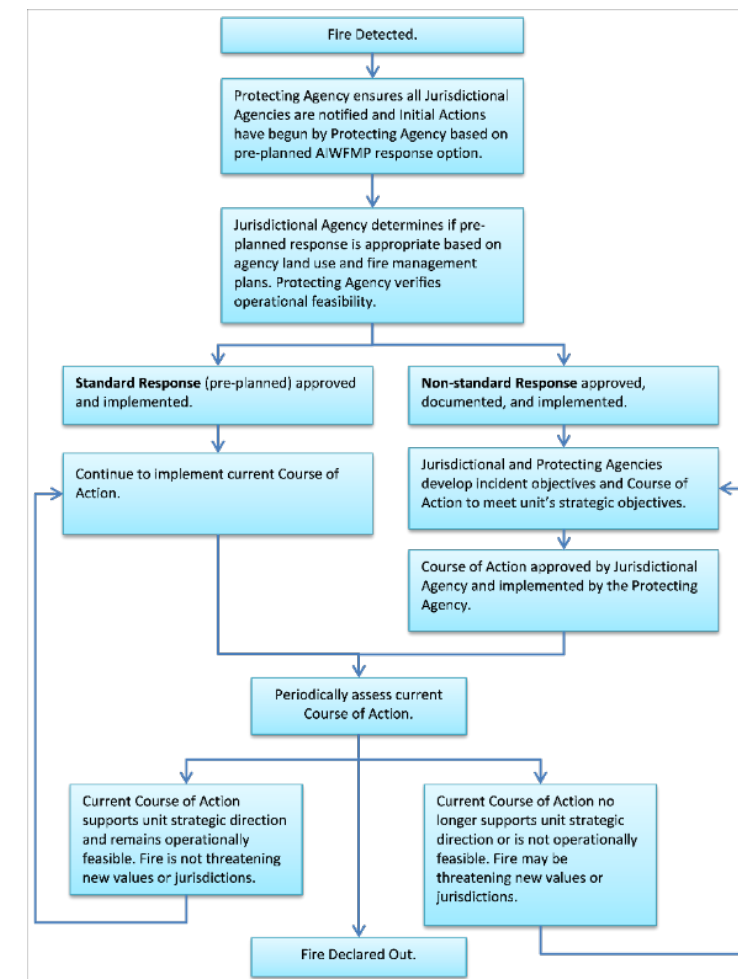 Fire Detected.
Protecting Agency ensures all Jurisdictional
Agencies are notified and Initial Actions
have begun by Protecting Agency based on
pre-planned AIWFMP response option.
Jurisdictional Agency determines if pre-
planned response is appropriate based on
agency land use and fire management
plans. Protecting Agency verifies
operational feasibility.
Standard Response (pre-planned) approved
and implemented.
Non-standard Response approved,
documented, and implemented.
Continue to implement current Course of
Action.
Jurisdictional and Protecting Agencies
develop incident objectives and Course of
Action to meet unit's strategic objectives.
Course of Action approved by Jurisdictional
Agency and implemented by the Protecting
Agency.
Periodically assess current
Course of Action.
Current Course of Action
supports unit strategic direction
and remains operationally
feasible. Fire is not threatening
new values or jurisdictions.
Current Course of Action no
longer supports unit strategic
direction or is not operationally
feasible. Fire may be
threatening new values or
jurisdictions.
Fire Declared Out.